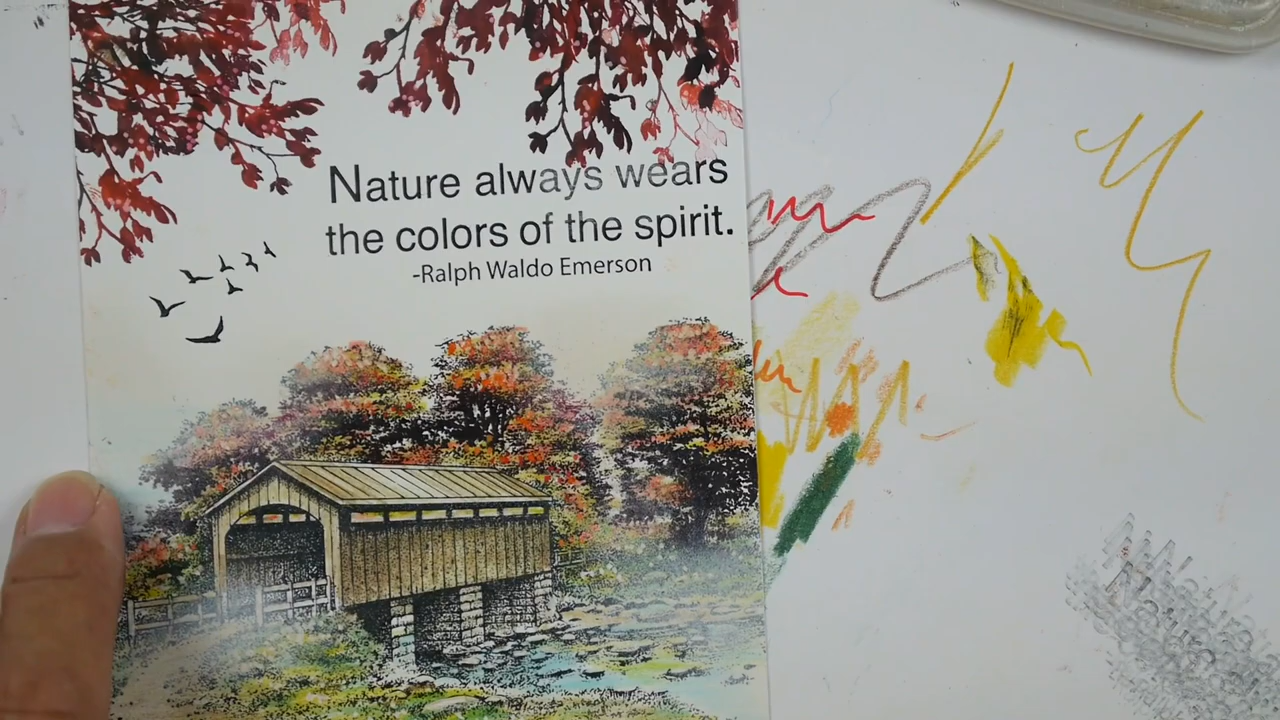 Nature always wears
the colors of the spirit.
-Ralph Waldo Emerson